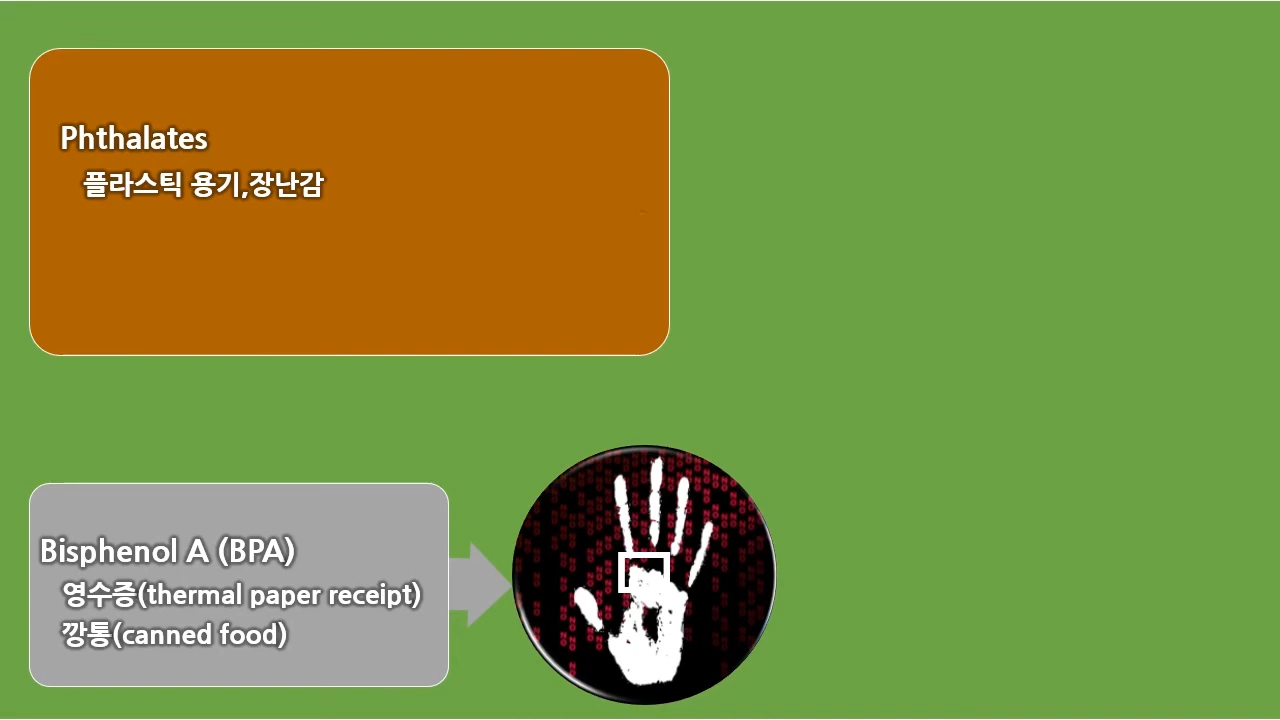 Phthalates
플라스틱 용기,장난감
Bisphenol A (BPA)
영수증(thermal paper receipt)
깡통(canned food)